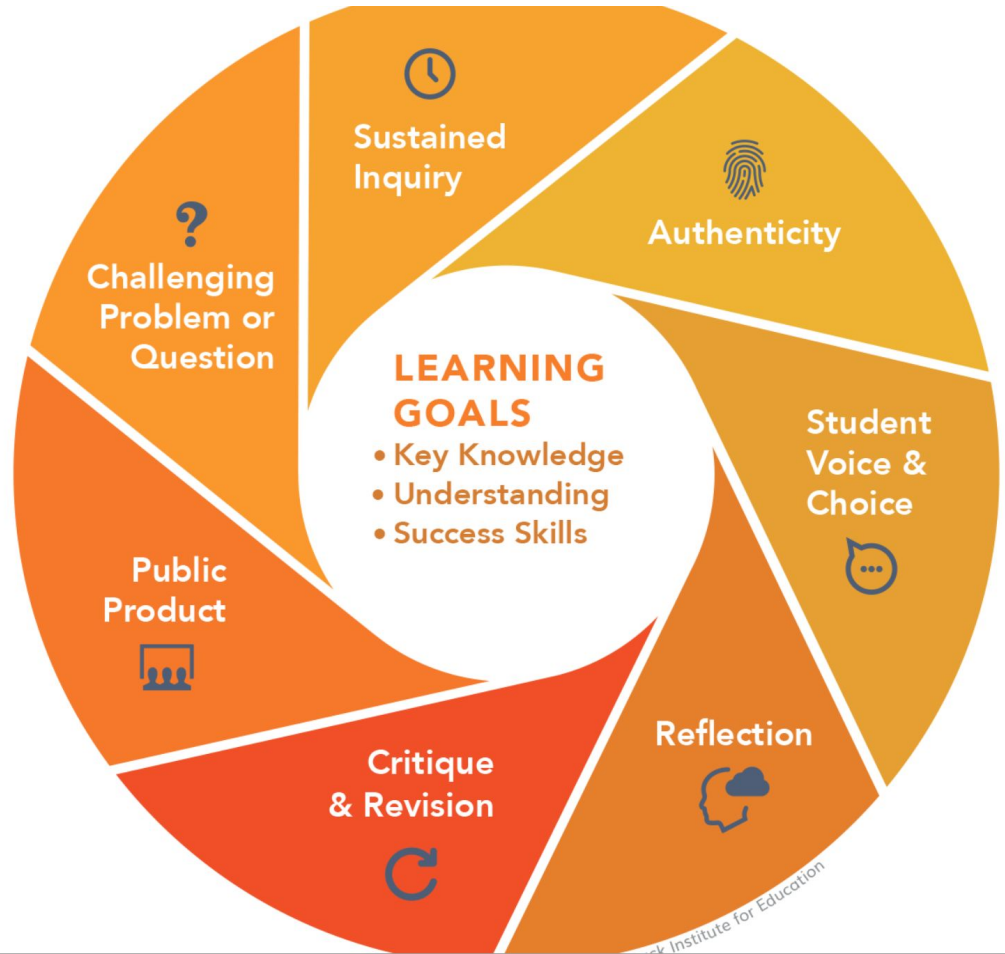 Sustained
Inquiry
Authenticity
?
Challenging
Problem or
Question
LEARNING
GOALS
• Key Knowledge
• Understanding
• Success Skills
Student
Voice &
Choice
Public
Product
Reflection
Critique
& Revision
Institute for Education